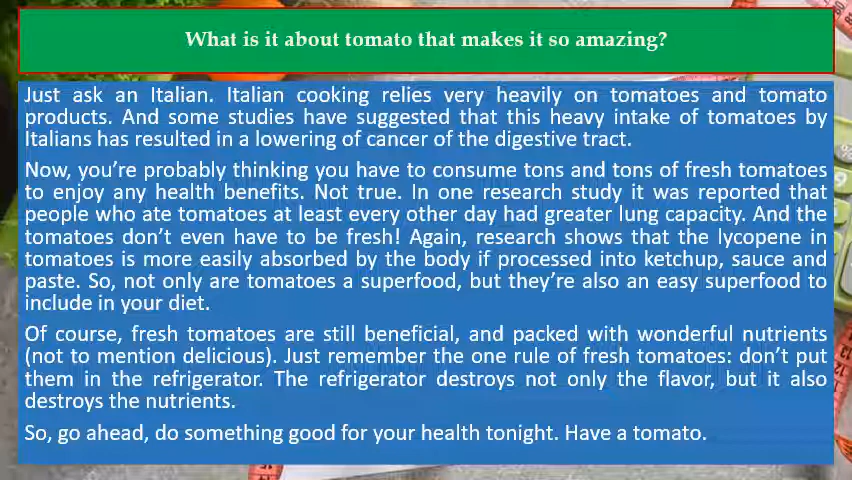 What is it about tomato that makes it so amazing?
Just ask an Italian. Italian cooking relies very heavily on tomatoes and tomato
products. And some studies have suggested that this heavy intake of tomatoes by
Italians has resulted in a lowering of cancer of the digestive tract.
Now, you're probably thinking you have to consume tons and tons of fresh tomatoes
to enjoy any health benefits. Not true. In one research study it was reported that
people who ate tomatoes at least every other day had greater lung capacity. And the
tomatoes don't even have to be fresh! Again, research shows that the lycopene in
tomatoes is more easily absorbed by the body if processed into ketchup, sauce and
paste. So, not only are tomatoes a superfood, but they're also an easy superfood to
include in your diet.
Of course, fresh tomatoes are still beneficial, and packed with wonderful nutrients
(not to mention delicious). Just remember the one rule of fresh tomatoes: don't put
them in the refrigerator. The refrigerator destroys not only the flavor, but it also
destroys the nutrients.
So, go ahead, do something good for your health tonight. Have a tomato.